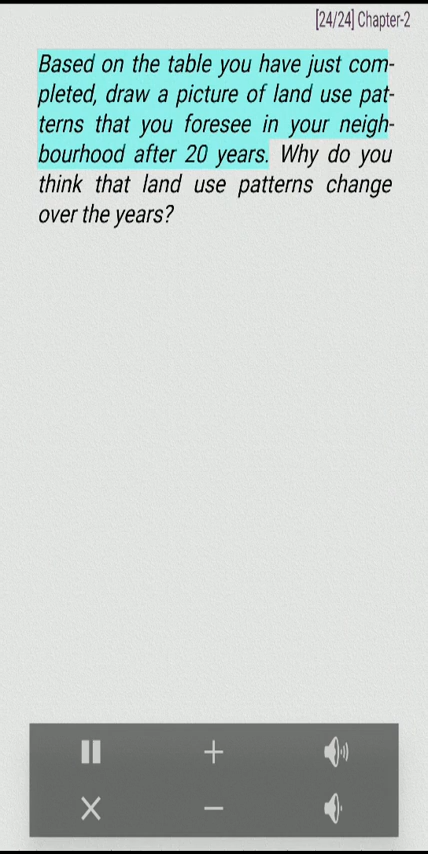 [24/24] Chapter-2
Based on the table you have just com-
pleted, draw a picture of land use pat-
terns that you foresee in your neigh-
bourhood after 20 years. Why do you
think that land use patterns change
over the years?